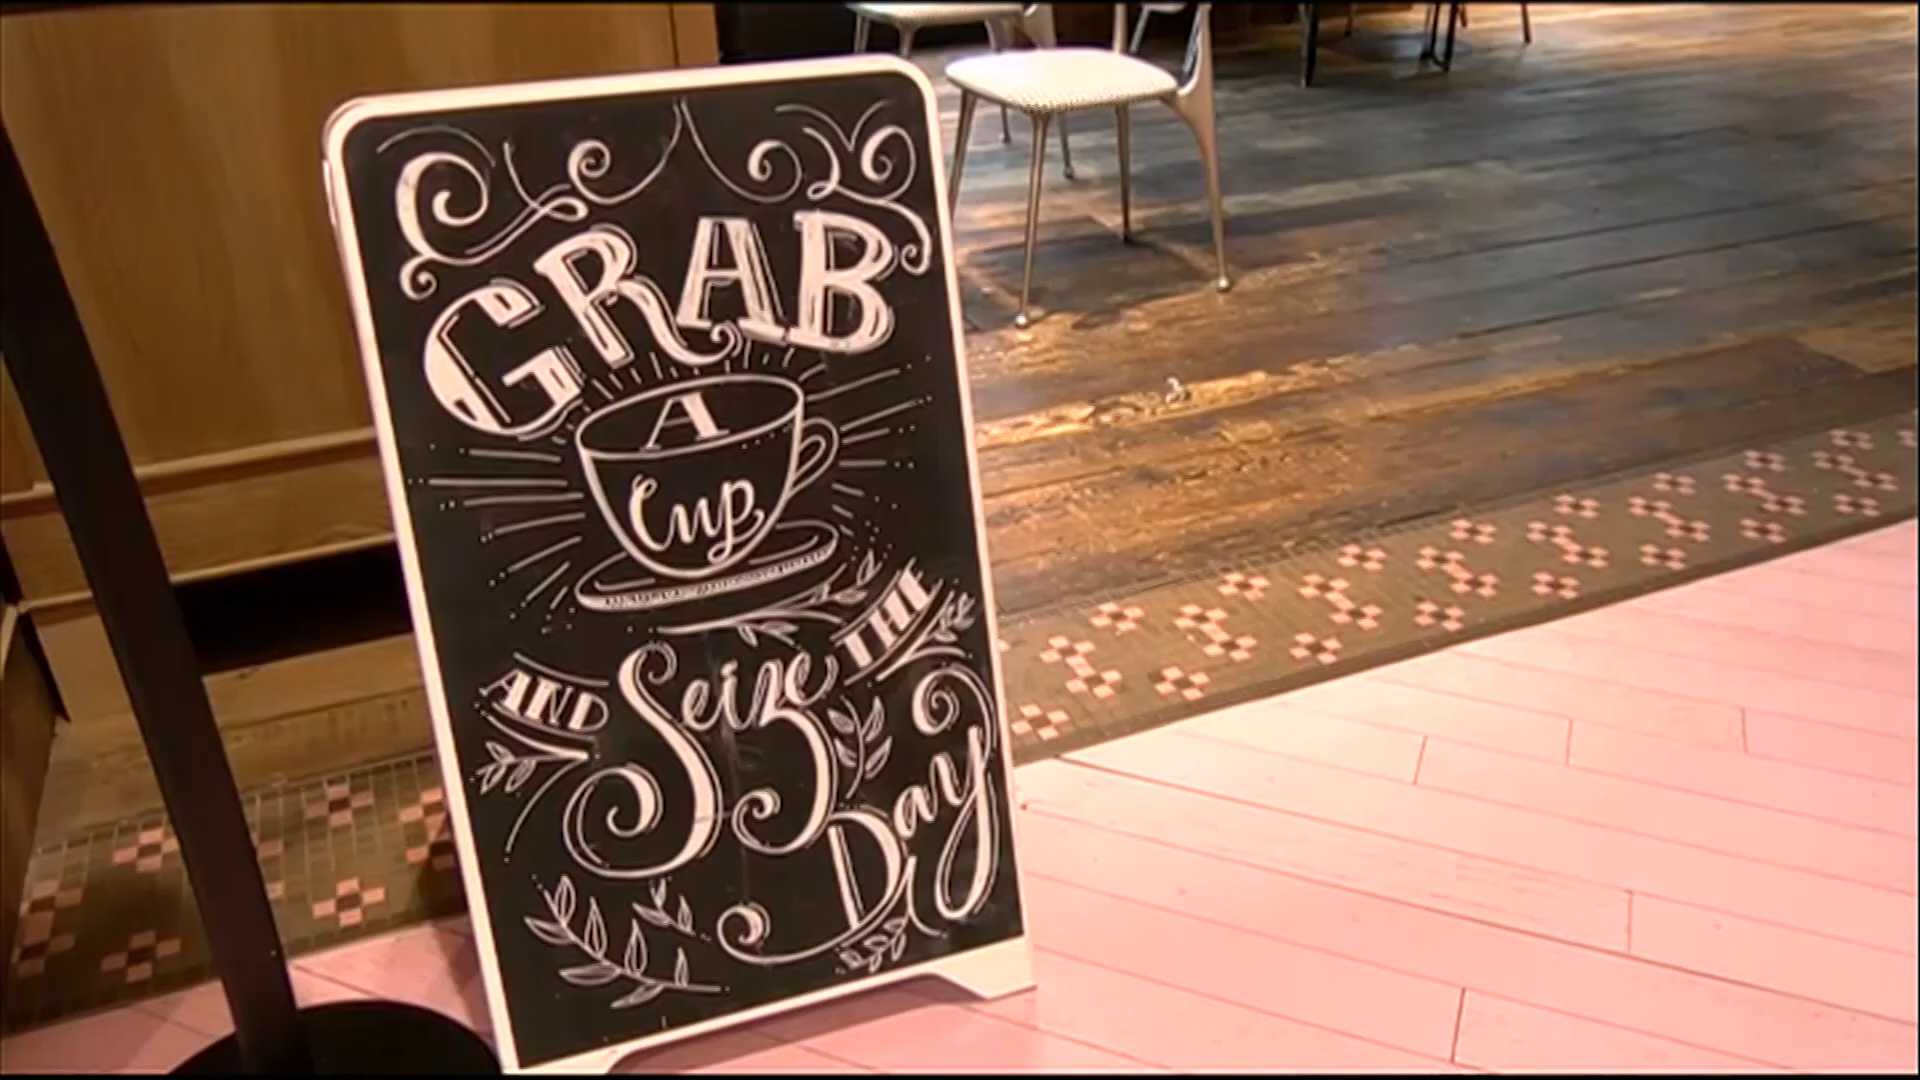 GRAB
A
Cup
AND Seize THE
Day